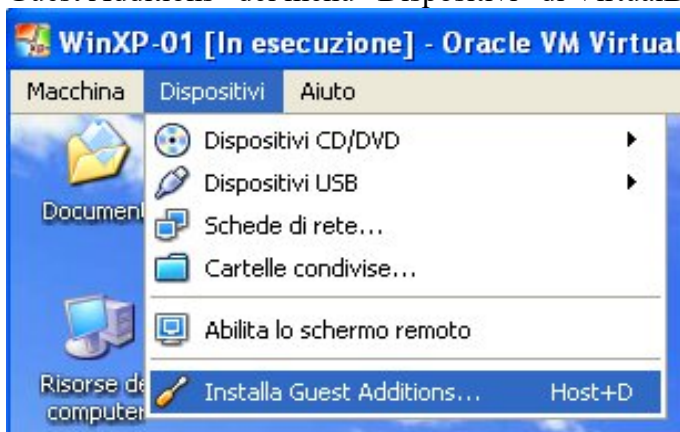 WinXP-01 [In esecuzione] - Oracle VM Virtual
Macchina Dispositivi Aiuto
Dispositivi CD/DVD
Dispositivi USB
Schede di rete...
Cartelle condivise...
Abilita lo schermo remoto
Installa Guest Additions... Host+D
Document
Risorse de
computer